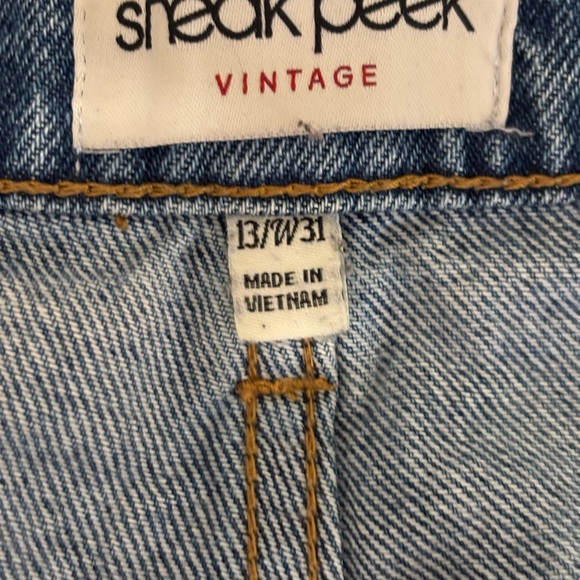 sneak peek
VINTAGE
13/W31
MADE IN
VIETNAM